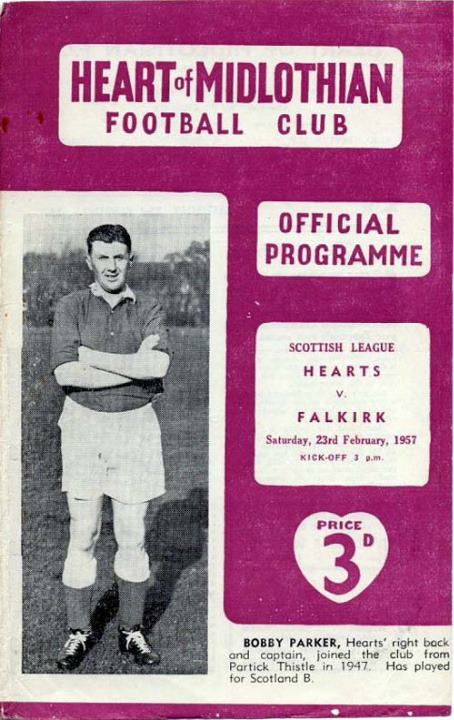 HEART of MIDLOTHIAN
FOOTBALL CLUB
OFFICIAL
PROGRAMME
SCOTTISH LEAGUE
HEARTS
V.
FALKIRK
Saturday, 23rd February, 1957
KICK-OFF 3 p.m.
PRICE
3D
BOBBY PARKER, Hearts' right back
and captain, joined the club from
Partick Thistle in 1947. Has played
for Scotland B.